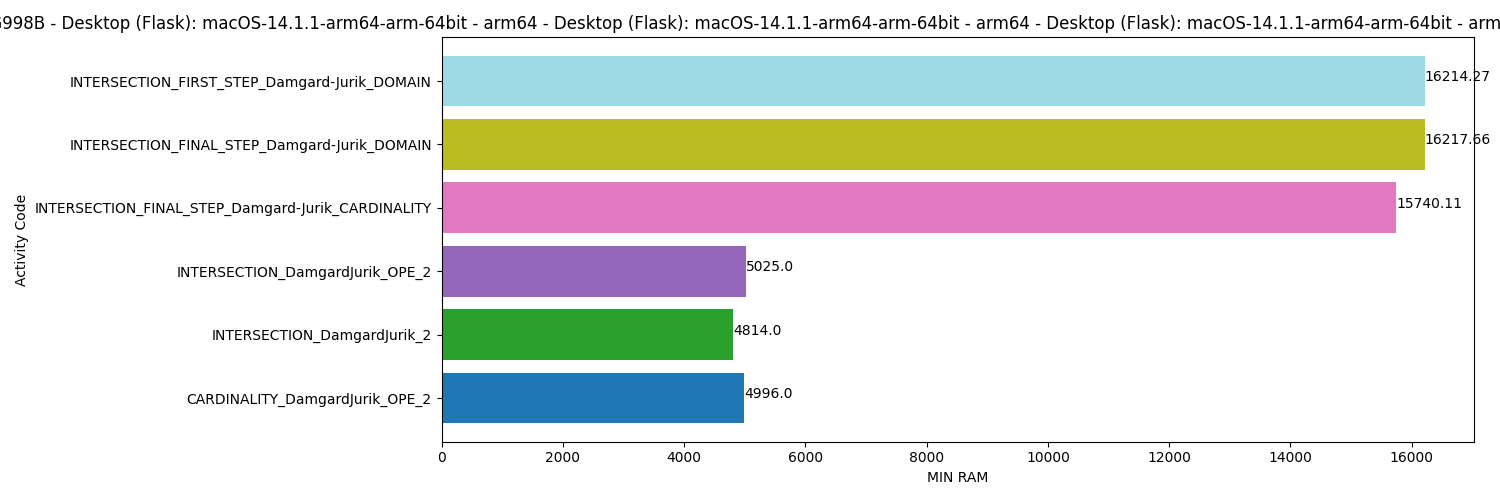 G998B - Desktop (Flask): macOS-14.1.1-arm64-arm-64bit - arm64 - Desktop (Flask): macOS-14.1.1-arm64-arm-64bit - arm64 - Desktop (Flask): macOS-14.1.1-arm64-arm-64bit - arm
INTERSECTION_FIRST_STEP_Damgard-Jurik_DOMAIN 16214.27
INTERSECTION_FINAL_STEP_Damgard-Jurik_DOMAIN 16217.66
INTERSECTION_FINAL_STEP_Damgard-Jurik_CARDINALITY 15740.11
INTERSECTION_DamgardJurik_OPE_2 5025.0
INTERSECTION_DamgardJurik_2 4814.0
CARDINALITY_DamgardJurik_OPE_2 4996.0
Activity Code
0 2000 4000 6000 8000 10000 12000 14000 16000
MIN RAM